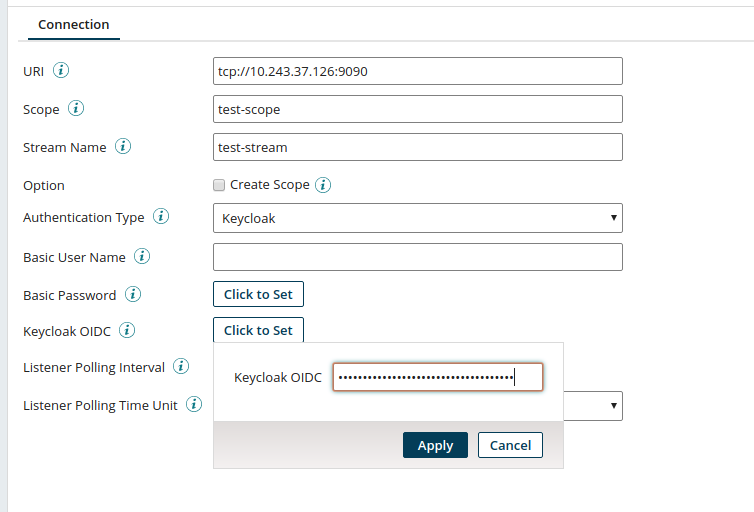 Connection
URI i tcp://10.243.37.126:9090
Scope i test-scope
Stream Name i test-stream
Option Create Scope i
Authentication Type i Keycloak
Basic User Name i
Basic Password i Click to Set
Keycloak OIDC i Click to Set
Listener Polling Interval i
Keycloak OIDC ••••••••••••••••••••••••••••••••••••
Listener Polling Time Unit i
Apply Cancel